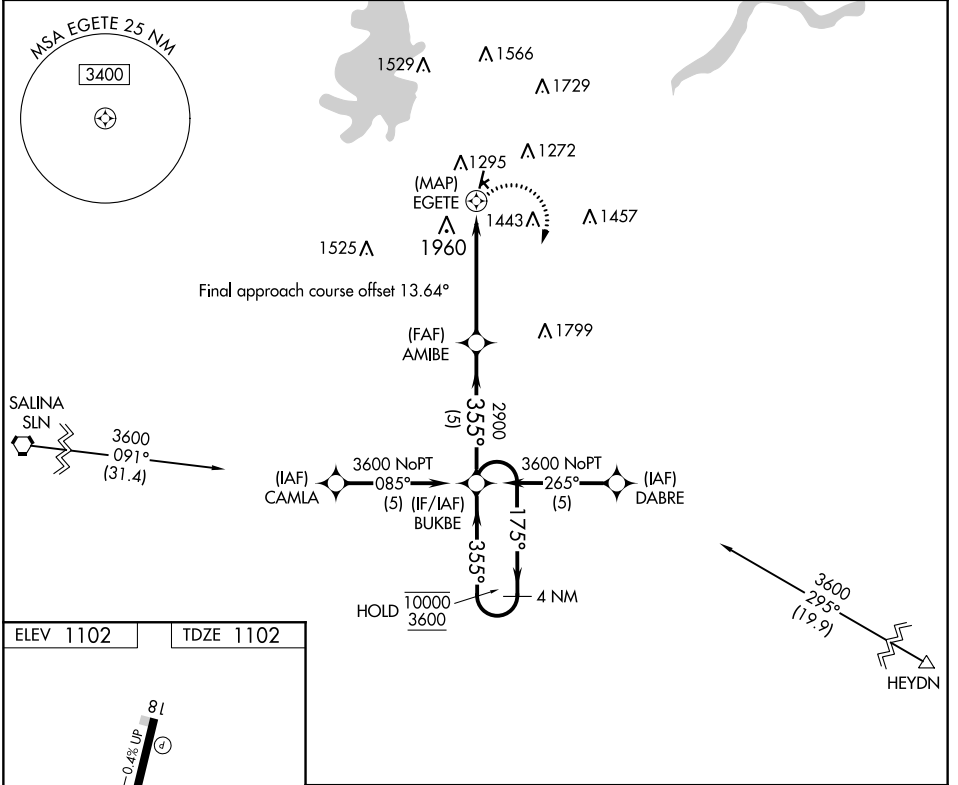 MSA EGETE 25 NM
3400
1529
1566
1729
1272
1295
(MAP)
EGETE
1443
1457
1525
1960
Final approach course offset 13.64°
(FAF)
AMIBE
1799
SALINA
SLN
3600
091°
(31.4)
355°
(5)
2900
(IAF)
CAMLA
3600 NoPT
085°
(5)
(IF/IAF)
BUKBE
3600 NoPT
265°
(5)
(IAF)
DABRE
355°
175°
HOLD
10000
3600
4 NM
3600
295°
(19.9)
HEYDN
ELEV 1102
TDZE 1102
18
0.4% UP
P